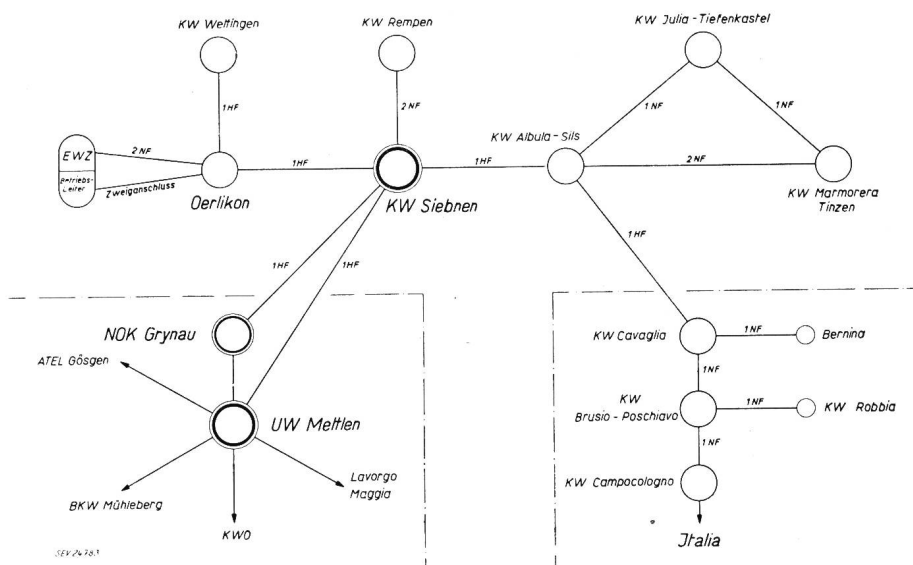 KW Wettingen
KW Rempen
KW Julia - Tiefenkastel
1 HF
2 NF
1 NF
1 NF
EWZ
Betriebs-
Leiter
2 NF
Zweiganschluss
1 HF
Oerlikon
KW Siebnen
1 HF
KW Albula - Sils
2 NF
KW Marmorera
Tinzen
1 HF
1 HF
1 HF
NOK Grynau
ATEL Gösgen
UW Mettlen
BKW Mühleberg
KWO
Lavorgo
Maggia
KW Cavaglia
1 NF
Bernina
1 NF
KW
Brusio - Poschiavo
1 NF
KW Robbia
1 NF
KW Campocologno
Italia
SEV 24783